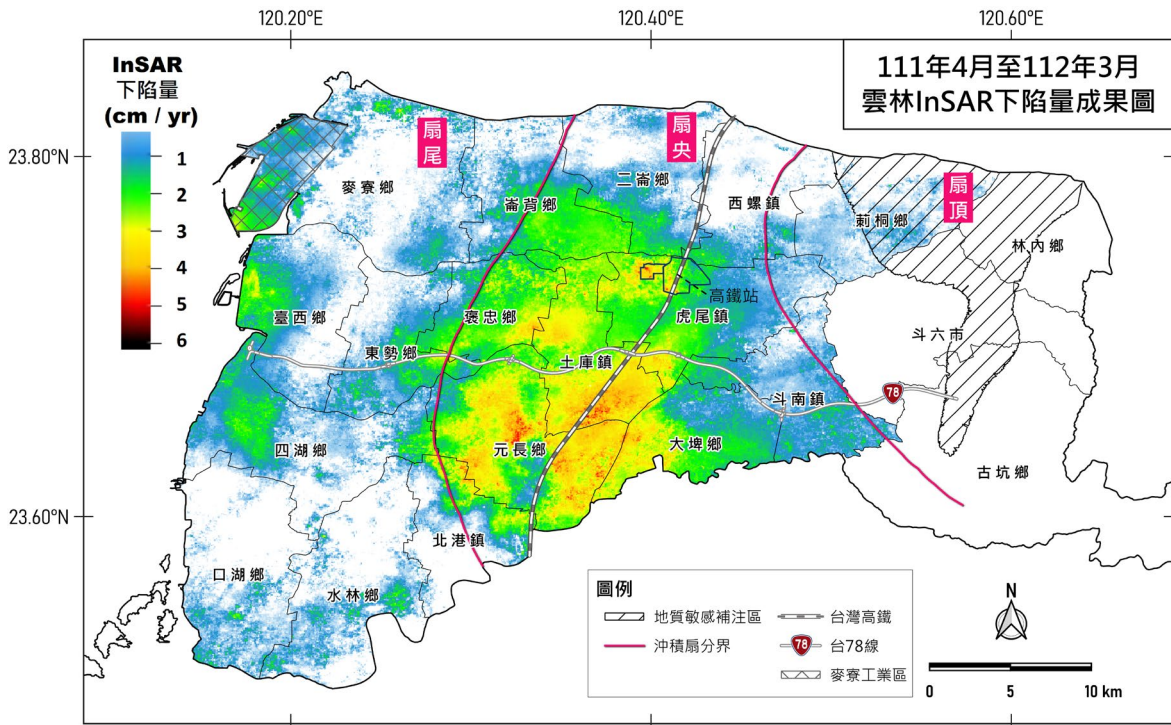 120.20°E
120.40°E
120.60°E
111年4月至112年3月
雲林InSAR下陷量成果圖
InSAR
下陷量
(cm / yr)
1
2
3
4
5
6
23.80°N
23.60°N
扇尾
扇央
扇頂
麥寮鄉
崙背鄉
二崙鄉
西螺鎮
莿桐鄉
林內鄉
臺西鄉
褒忠鄉
高鐵站
虎尾鎮
斗六市
東勢鄉
土庫鎮
78
斗南鎮
四湖鄉
元長鄉
大埤鄉
古坑鄉
北港鎮
口湖鄉
水林鄉
圖例
地質敏感補注區
台灣高鐵
沖積扇分界
78
台78線
麥寮工業區
N
0
5
10 km